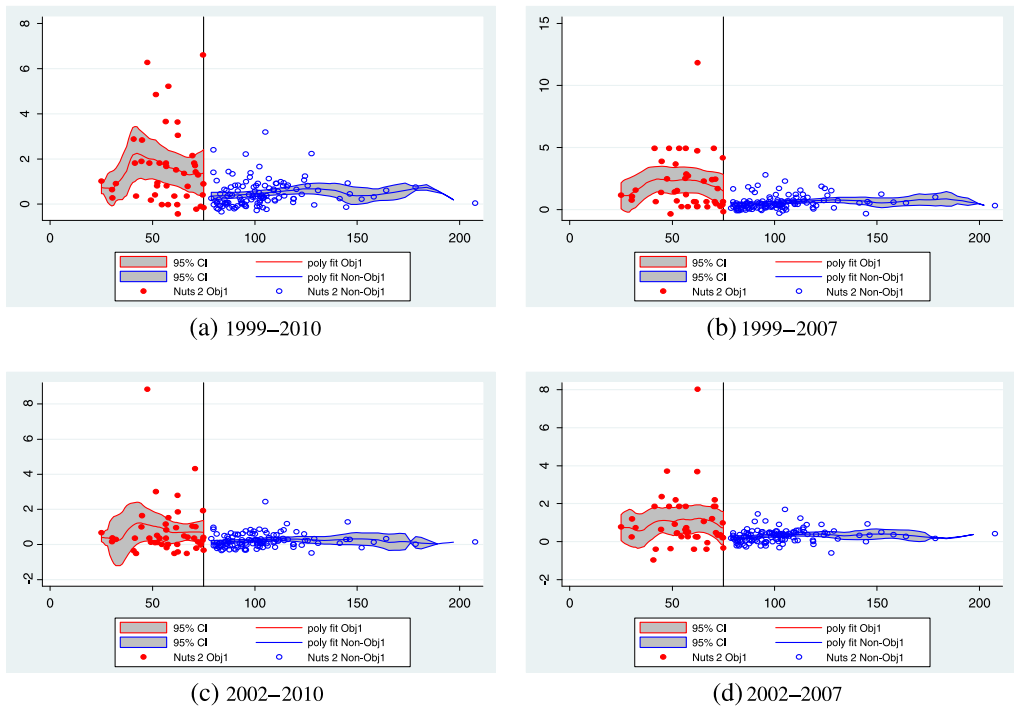 8
6
4
2
0
0 50 100 150 200
95% CI poly fit Obj1
95% CI poly fit Non-Obj1
Nuts 2 Obj1 Nuts 2 Non-Obj1
(a) 1999–2010
15
10
5
0
0 50 100 150 200
95% CI poly fit Obj1
95% CI poly fit Non-Obj1
Nuts 2 Obj1 Nuts 2 Non-Obj1
(b) 1999–2007
8
6
4
2
0
-2
0 50 100 150 200
95% CI poly fit Obj1
95% CI poly fit Non-Obj1
Nuts 2 Obj1 Nuts 2 Non-Obj1
(c) 2002–2010
8
6
4
2
0
-2
0 50 100 150 200
95% CI poly fit Obj1
95% CI poly fit Non-Obj1
Nuts 2 Obj1 Nuts 2 Non-Obj1
(d) 2002–2007